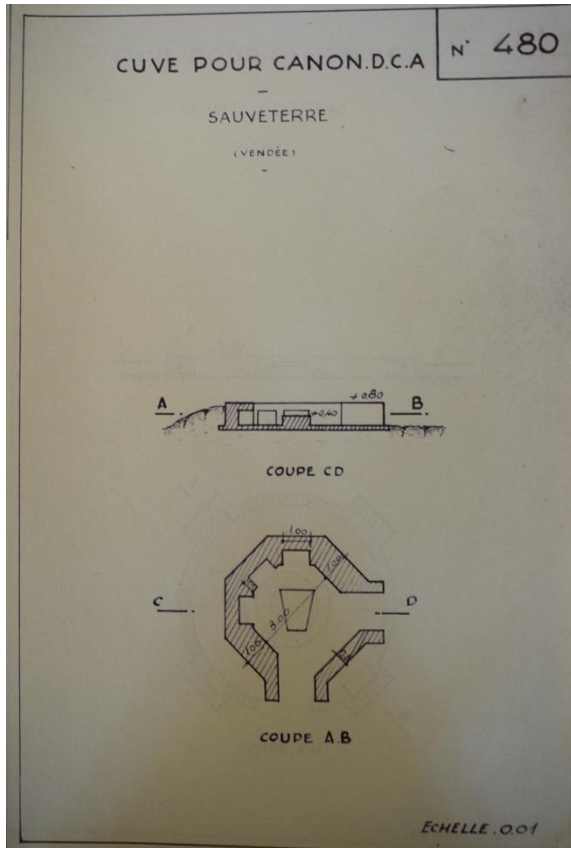 N° 480
CUVE POUR CANON.D.C.A
SAUVETERRE
(VENDÉE)
A
0.80
B
0.40
COUPE CD
1.00
1.00
C
D
3.00
1.00
COUPE A.B
ECHELLE.0.01